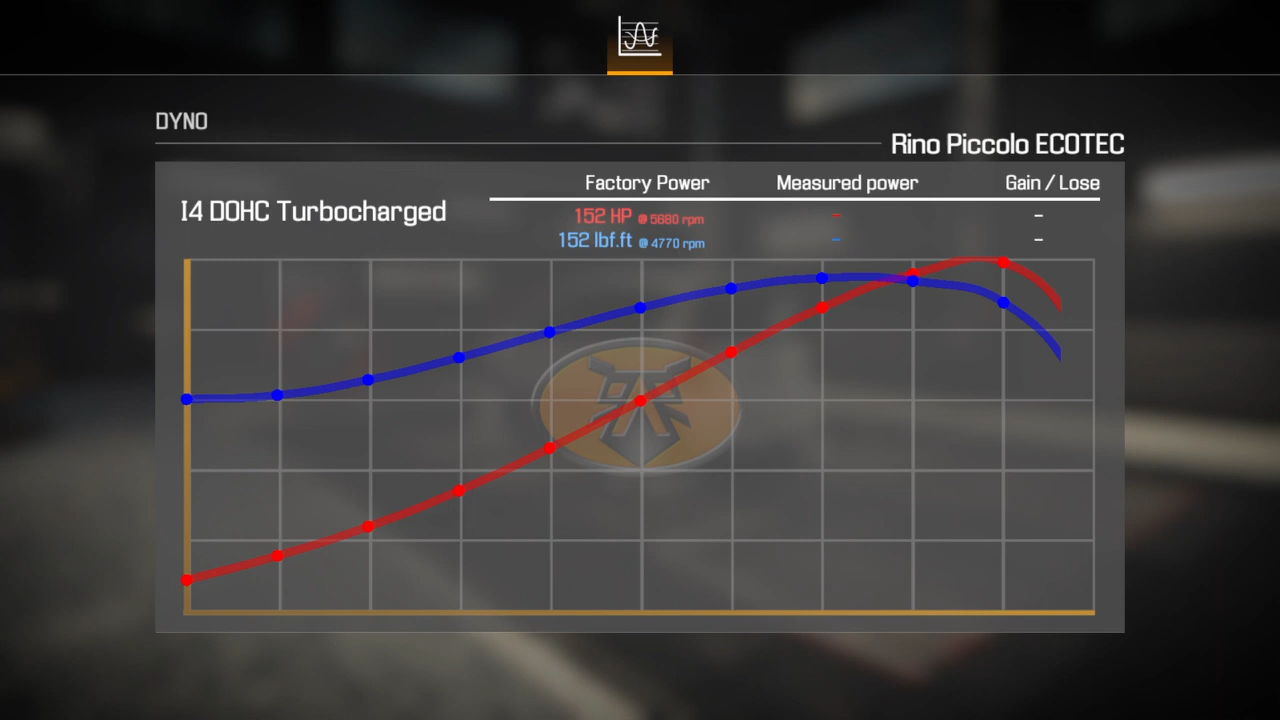 DYNO
Rino Piccolo ECOTEC
Factory Power Measured power Gain / Lose
I4 DOHC Turbocharged
152 HP @ 5680 rpm - -
152 lbf.ft @ 4770 rpm - -